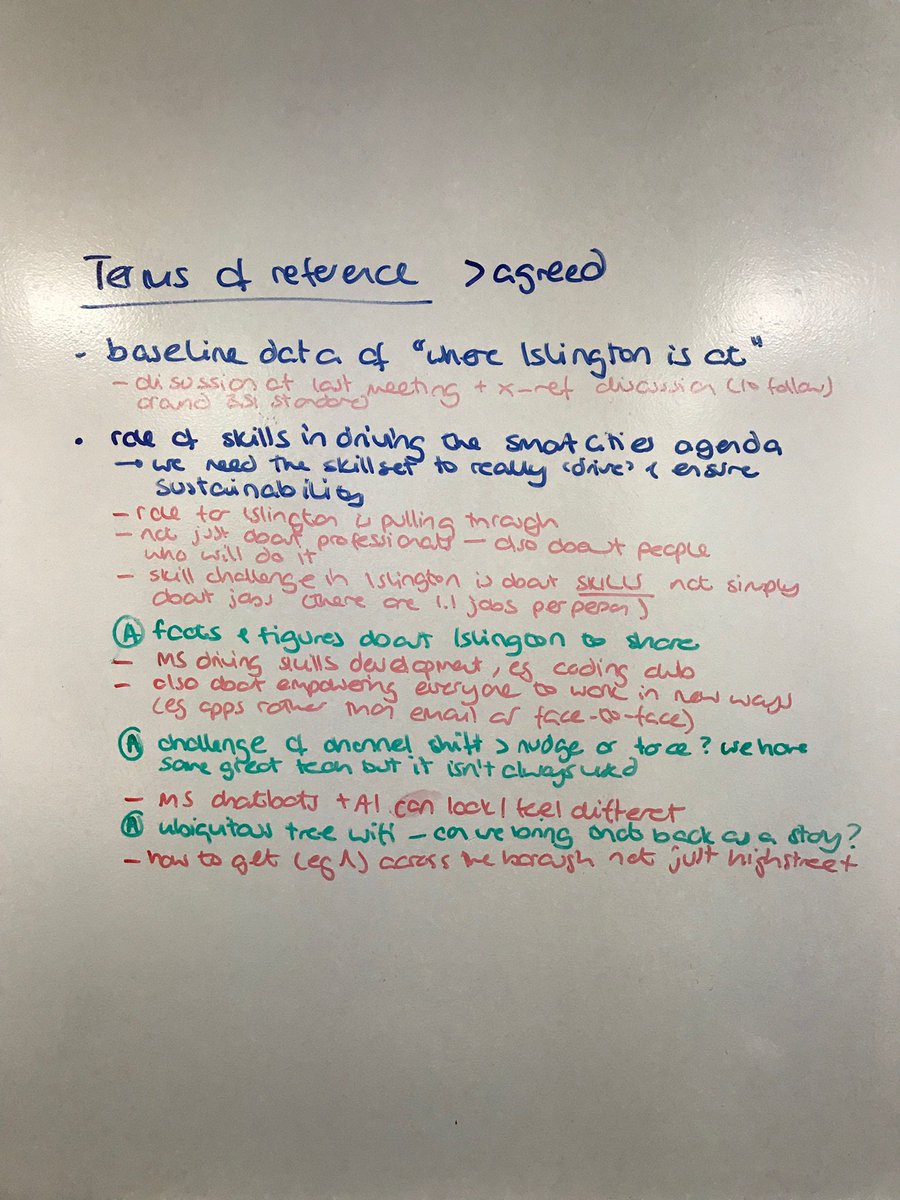 Terms of reference > agreed
- baseline data of "where Islington is at"
- disussion at last meeting + x-ref discussion (to follow)
around BSI standard
• role of skills in driving the smart cities agenda
→ we need the skillset to really 'drive' & ensure
sustainability
- role for Islington is pulling through
- not just about professionals - also about people
who will do it
- skill challenge in Islington is about SKILLS not simply
about jobs (there are 1.1 jobs per person)
Ⓐ facts & figures about Islington to share
- MS driving skills development, eg coding club
- also about empowering everyone to work in new ways
(eg apps rather than email or face-to-face)
Ⓐ challenge of channel shift > nudge or force? we have
some great tech but it isn't always used
- MS chatbots + AI can look/feel different
Ⓐ ubiquitous free wifi - can we bring back as a story?
- how to get (eg ^) across the borough not just highstreet